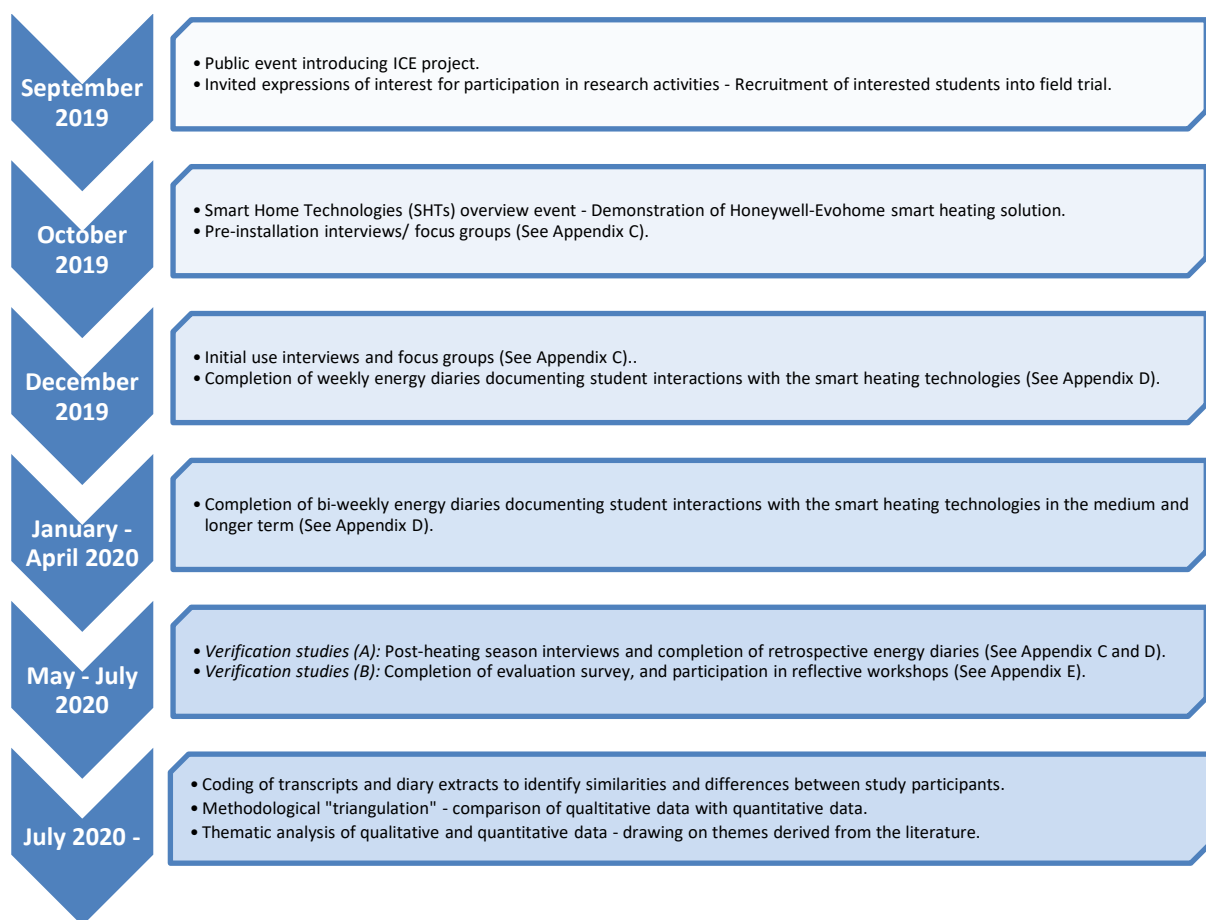 September
2019
• Public event introducing ICE project.
• Invited expressions of interest for participation in research activities - Recruitment of interested students into field trial.
October
2019
• Smart Home Technologies (SHTs) overview event - Demonstration of Honeywell-Evohome smart heating solution.
• Pre-installation interviews/ focus groups (See Appendix C).
December
2019
• Initial use interviews and focus groups (See Appendix C)..
• Completion of weekly energy diaries documenting student interactions with the smart heating technologies (See Appendix D).
January -
April 2020
• Completion of bi-weekly energy diaries documenting student interactions with the smart heating technologies in the medium and
longer term (See Appendix D).
May - July
2020
• Verification studies (A): Post-heating season interviews and completion of retrospective energy diaries (See Appendix C and D).
• Verification studies (B): Completion of evaluation survey, and participation in reflective workshops (See Appendix E).
July 2020 -
• Coding of transcripts and diary extracts to identify similarities and differences between study participants.
• Methodological "triangulation" - comparison of qualtitative data with quantitative data.
• Thematic analysis of qualitative and quantitative data - drawing on themes derived from the literature.